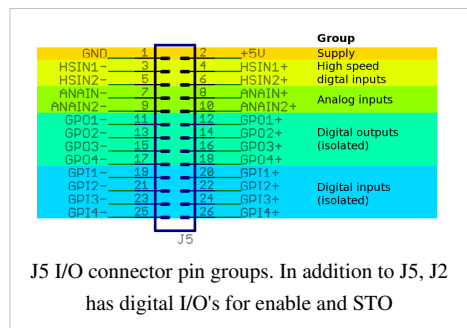 Group
GND 1 2 +5V Supply
HSIN1- 3 4 HSIN1+ High speed
HSIN2- 5 6 HSIN2+ digtal inputs
ANAIN- 7 8 ANAIN+ Analog inputs
ANAIN2- 9 10 ANAIN2+
GPO1- 11 12 GPO1+
GPO2- 13 14 GPO2+ Digital outputs
GPO3- 15 16 GPO3+ (isolated)
GPO4- 17 18 GPO4+
GPI1- 19 20 GPI1+
GPI2- 21 22 GPI2+ Digital inputs
GPI3- 23 24 GPI3+ (isolated)
GPI4- 25 26 GPI4+
J5
J5 I/O connector pin groups. In addition to J5, J2
has digital I/O's for enable and STO